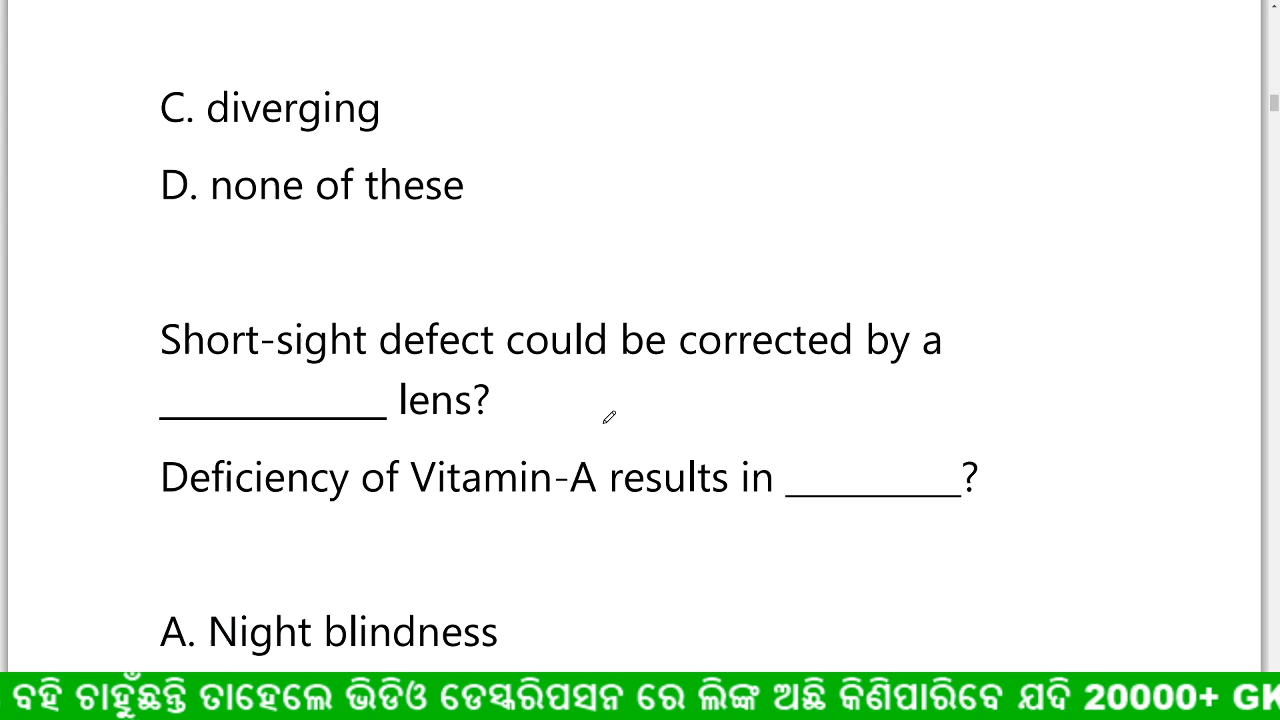 C. diverging
D. none of these
Short-sight defect could be corrected by a
____________ lens?
Deficiency of Vitamin-A results in _________?
A. Night blindness
ବହି ଚାହୁଁଛନ୍ତି ତାହେଲେ ଭିଡିଓ ଡେସ୍କରିପସନ ରେ ଲିଙ୍କ ଅଛି କିଣିପାରିବେ ଯଦି 20000+ GK